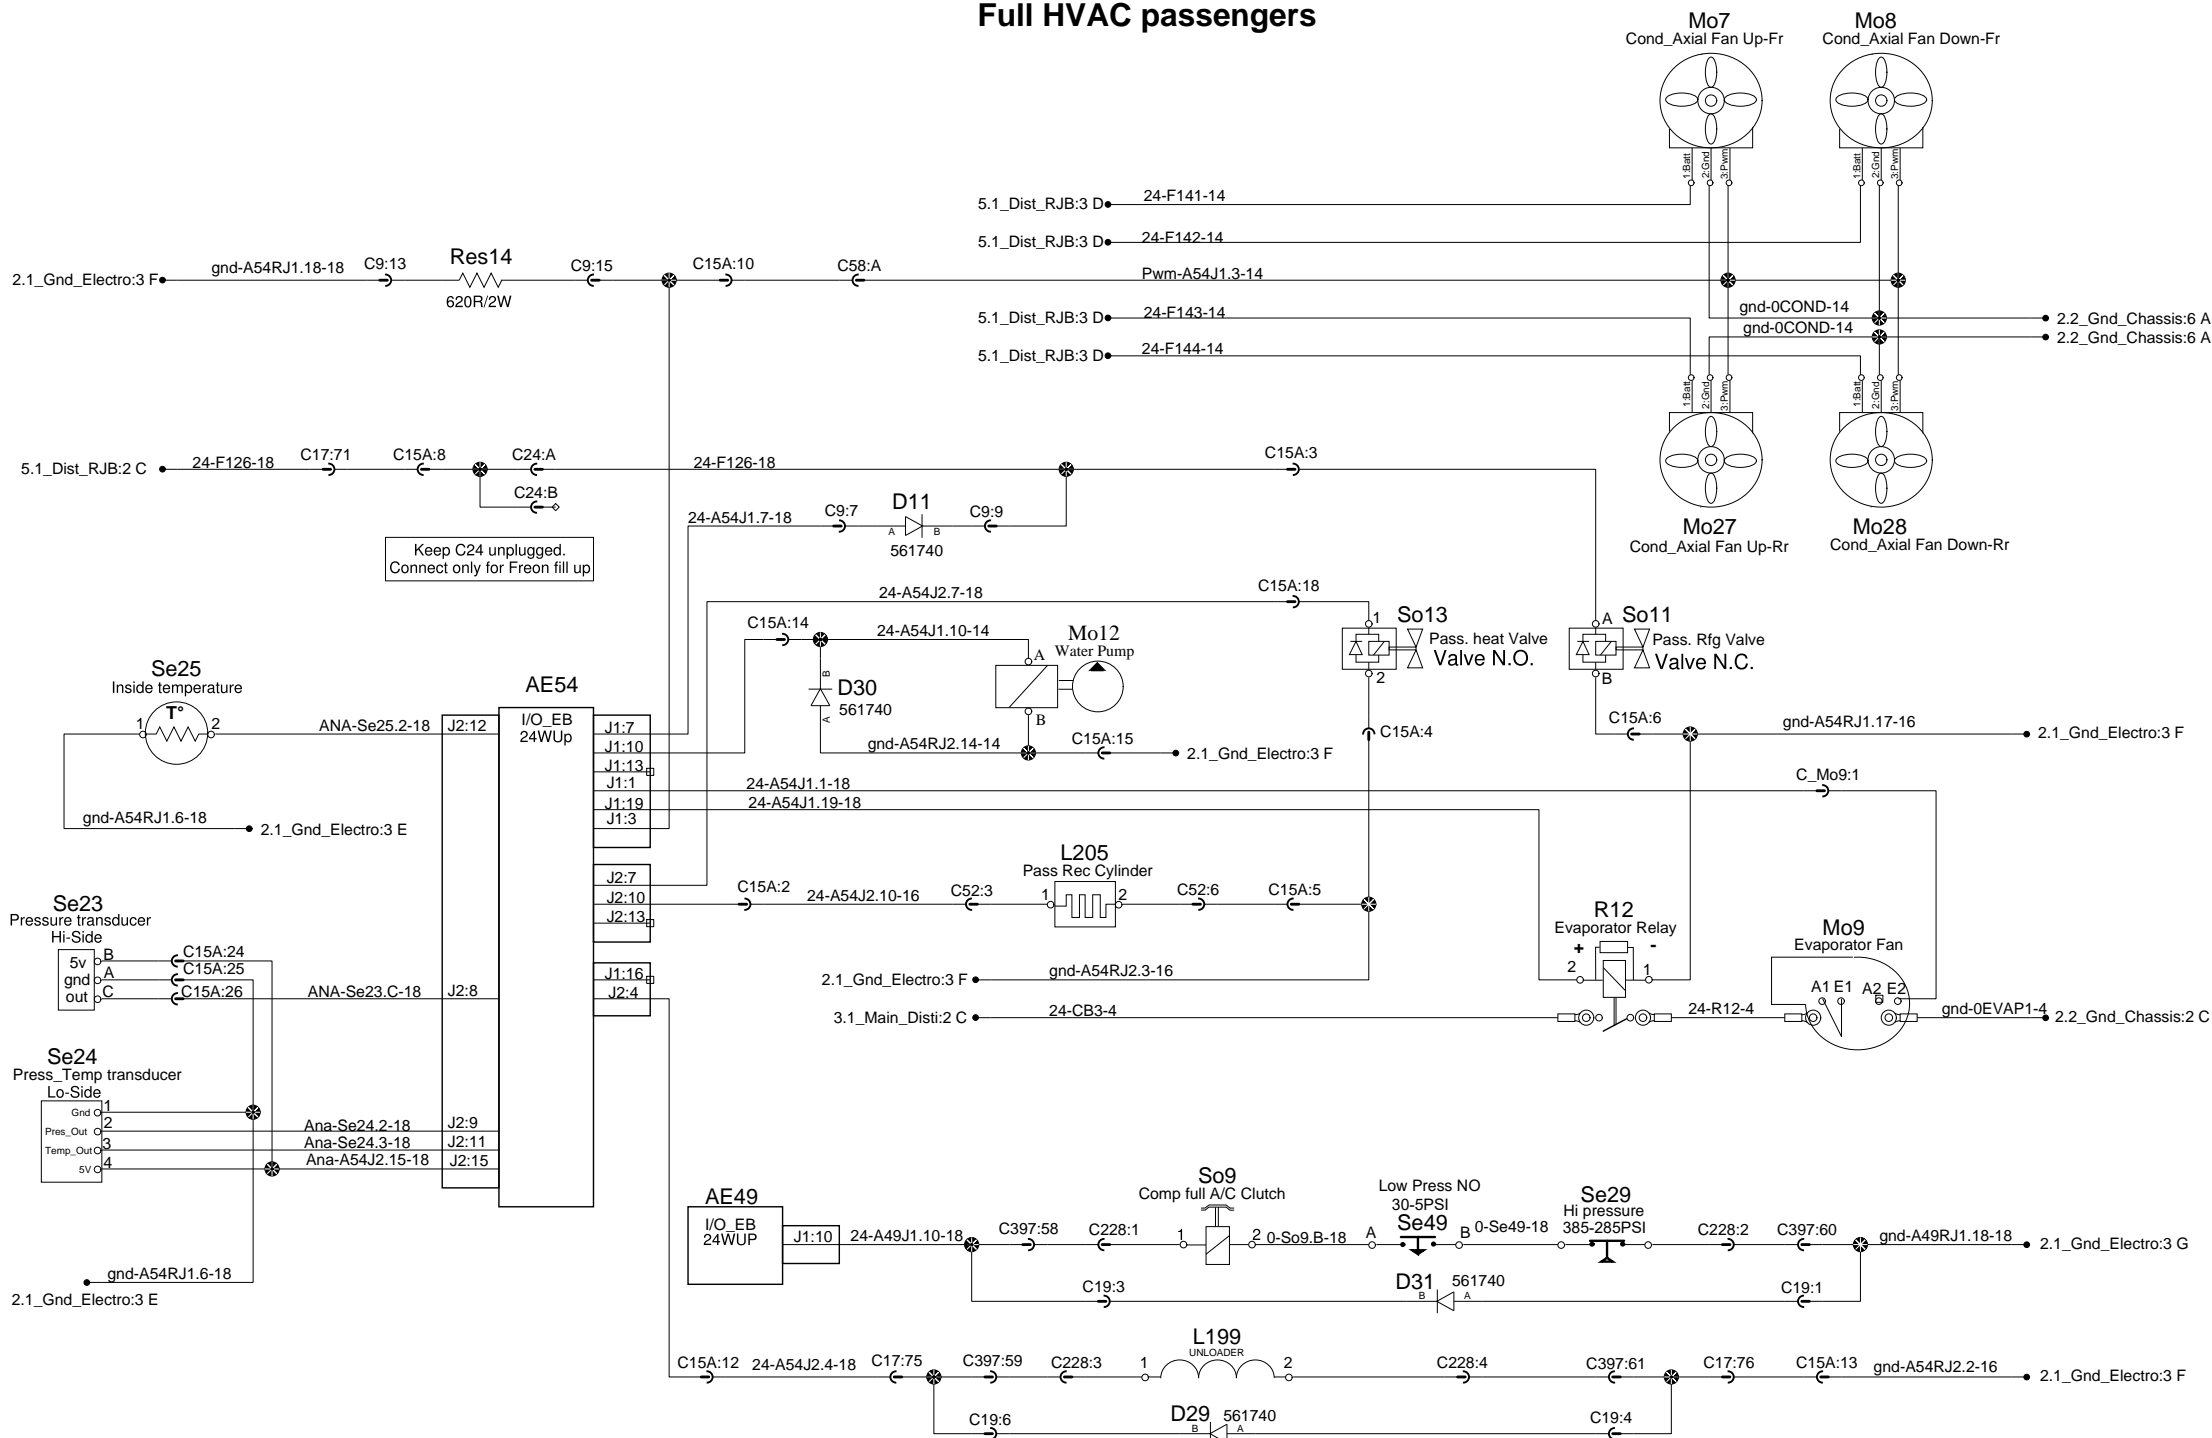 Full HVAC passengers
Mo7
Cond_Axial Fan Up-Fr
Mo8
Cond_Axial Fan Down-Fr
1:Batt
2:Gnd
3:Pwm
1:Batt
2:Gnd
3:Pwm
5.1_Dist_RJB:3 D
24-F141-14
5.1_Dist_RJB:3 D
24-F142-14
2.1_Gnd_Electro:3 F
gnd-A54RJ1.18-18
C9:13
Res14
620R/2W
C9:15
C15A:10
C58:A
Pwm-A54J1.3-14
5.1_Dist_RJB:3 D
24-F143-14
gnd-0COND-14
2.2_Gnd_Chassis:6 A
gnd-0COND-14
2.2_Gnd_Chassis:6 A
5.1_Dist_RJB:3 D
24-F144-14
1:Batt
2:Gnd
3:Pwm
1:Batt
2:Gnd
3:Pwm
Mo27
Cond_Axial Fan Up-Rr
Mo28
Cond_Axial Fan Down-Rr
5.1_Dist_RJB:2 C
24-F126-18
C17:71
C15A:8
C24:A
24-F126-18
C15A:3
C24:B
24-A54J1.7-18
C9:7
D11
A
B
561740
C9:9
Keep C24 unplugged.
Connect only for Freon fill up
24-A54J2.7-18
C15A:18
C15A:14
24-A54J1.10-14
Mo12
Water Pump
A
B
1
So13
Pass. heat Valve
Valve N.O.
2
A
So11
Pass. Rfg Valve
Valve N.C.
B
B
D30
561740
A
gnd-A54RJ2.14-14
C15A:15
2.1_Gnd_Electro:3 F
C15A:4
C15A:6
gnd-A54RJ1.17-16
2.1_Gnd_Electro:3 F
Se25
Inside temperature
T°
1
2
ANA-Se25.2-18
J2:12
AE54
I/O_EB
24WUp
J1:7
J1:10
J1:13
J1:1
J1:19
J1:3
24-A54J1.1-18
C_Mo9:1
24-A54J1.19-18
gnd-A54RJ1.6-18
2.1_Gnd_Electro:3 E
J2:7
J2:10
J2:13
C15A:2
24-A54J2.10-16
C52:3
L205
Pass Rec Cylinder
1
2
C52:6
C15A:5
Se23
Pressure transducer
Hi-Side
5v
gnd
out
B
A
C
C15A:24
C15A:25
C15A:26
ANA-Se23.C-18
J2:8
J1:16
J2:4
2.1_Gnd_Electro:3 F
gnd-A54RJ2.3-16
R12
Evaporator Relay
+
-
2
1
Mo9
Evaporator Fan
A1 E1
A2 E2
3.1_Main_Disti:2 C
24-CB3-4
24-R12-4
gnd-0EVAP1-4
2.2_Gnd_Chassis:2 C
Se24
Press_Temp transducer
Lo-Side
Gnd
Pres_Out
Temp_Out
5V
1
2
3
4
Ana-Se24.2-18
J2:9
Ana-Se24.3-18
J2:11
Ana-A54J2.15-18
J2:15
gnd-A54RJ1.6-18
2.1_Gnd_Electro:3 E
AE49
I/O_EB
24WUP
J1:10
24-A49J1.10-18
C397:58
C228:1
So9
Comp full A/C Clutch
1
2
0-So9.B-18
Low Press NO
30-5PSI
Se49
A
B
0-Se49-18
Se29
Hi pressure
385-285PSI
C228:2
C397:60
gnd-A49RJ1.18-18
2.1_Gnd_Electro:3 G
C19:3
D31
561740
B
A
C19:1
C15A:12
24-A54J2.4-18
C17:75
C397:59
C228:3
L199
UNLOADER
1
2
C228:4
C397:61
C17:76
C15A:13
gnd-A54RJ2.2-16
2.1_Gnd_Electro:3 F
C19:6
D29
561740
B
A
C19:4